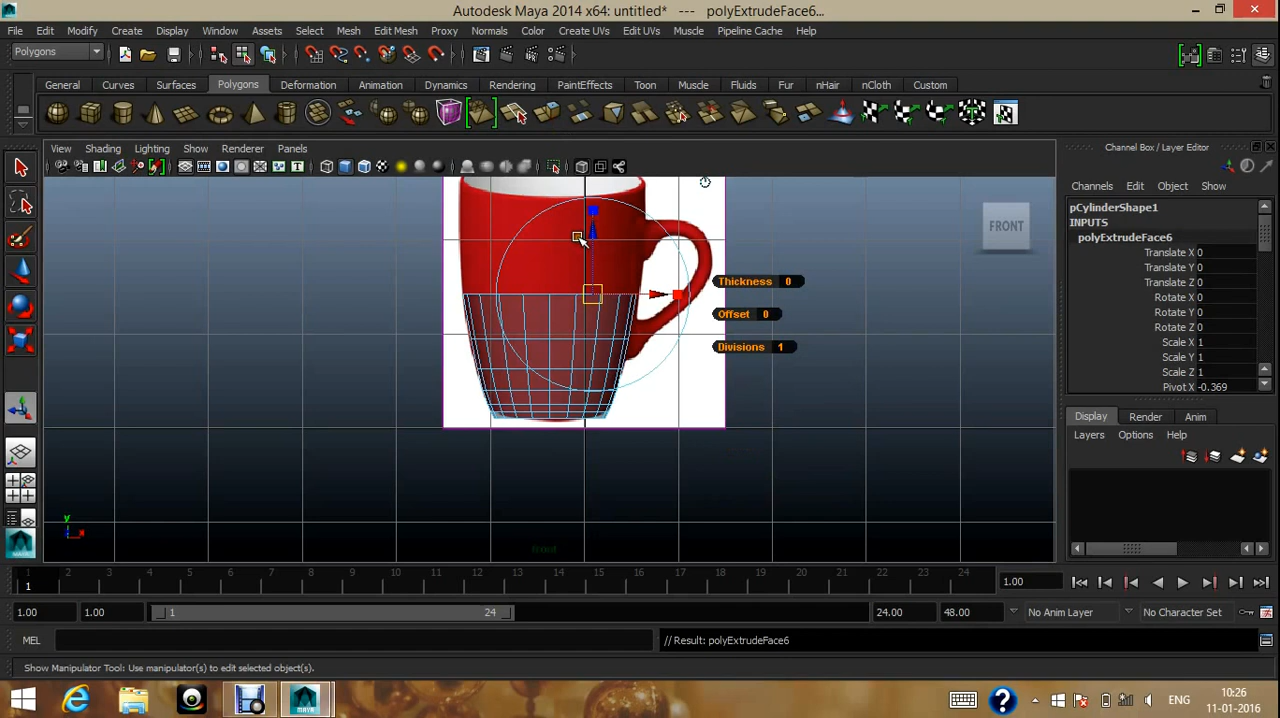 Autodesk Maya 2014 x64: untitled* --- polyExtrudeFace6...
File Edit Modify Create Display Window Assets Select Mesh Edit Mesh Proxy Normals Color Create UVs Edit UVs Muscle Pipeline Cache Help
Polygons
General Curves Surfaces Polygons Deformation Animation Dynamics Rendering PaintEffects Toon Muscle Fluids Fur nHair nCloth Custom
View Shading Lighting Show Renderer Panels
Channel Box / Layer Editor
Channels Edit Object Show
pCylinderShape1
INPUTS
polyExtrudeFace6
Translate X 0
Translate Y 0
Translate Z 0
Rotate X 0
Rotate Y 0
Rotate Z 0
Scale X 1
Scale Y 1
Scale Z 1
Pivot X -0.369
FRONT
Thickness 0
Offset 0
Divisions 1
Display Render Anim
Layers Options Help
y
x
front
MAYA
1 2 3 4 5 6 7 8 9 10 11 12 13 14 15 16 17 18 19 20 21 22 23 24
1
1.00
1.00 1.00 1 24 24.00 48.00 No Anim Layer No Character Set
MEL
// Result: polyExtrudeFace6
Show Manipulator Tool: Use manipulator(s) to edit selected object(s).
MAYA
ENG
10:26
11-01-2016